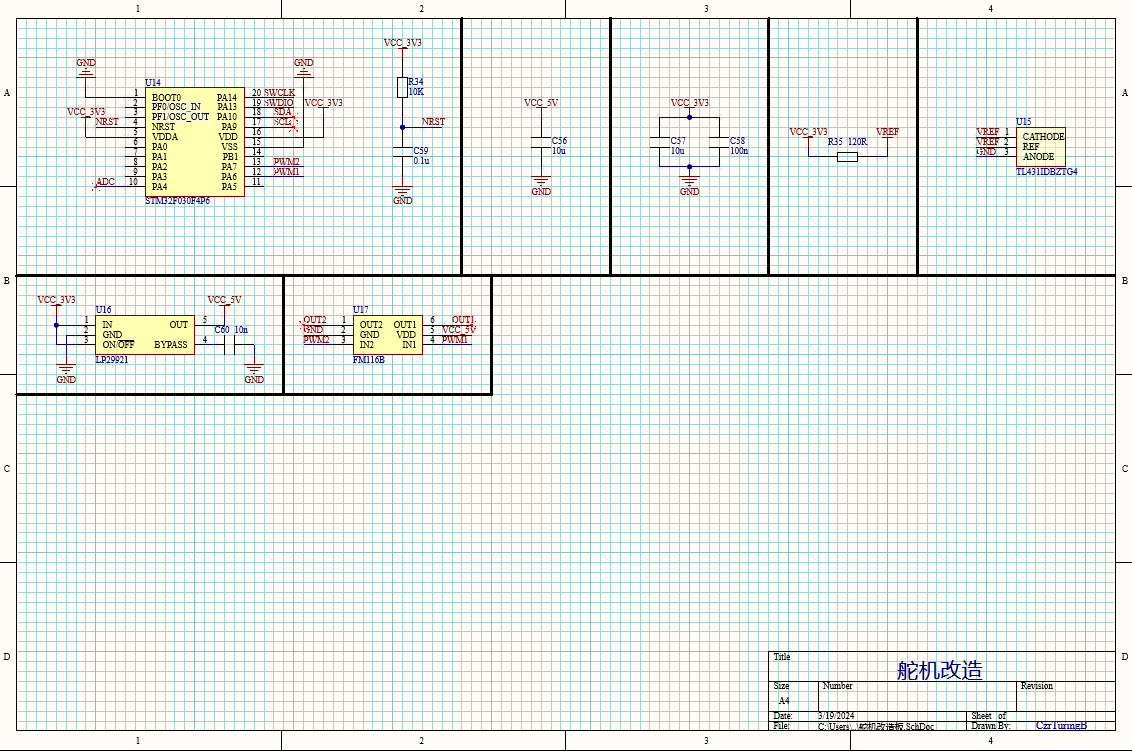 1 2 3 4
A A
VCC_3V3
GND GND
U14
R34
10K
1 BOOT0 PA14 20 SWCLK
2 PF0/OSC_IN PA13 19 SWDIO
VCC_3V3 3 PF1/OSC_OUT PA10 18 SDA VCC_3V3
NRST 4 NRST PA9 17 SCL
5 VDDA VDD 16
6 PA0 VSS 15
7 PA1 PB1 14
8 PA2 PA7 13 PWM2
9 PA3 PA6 12 PWM1
ADC 10 PA4 PA5 11
STM32F030F4P6
NRST
C59
0.1u
GND
VCC_5V
C56
10u
GND
VCC_3V3
C57
10u
C58
100n
GND
VCC_3V3 R35 120R VREF
U15
VREF 1 CATHODE
VREF 2 REF
GND 3 ANODE
TL431IDBZTG4
B B
VCC_3V3 VCC_5V
U16
1 IN OUT 5
2 GND
3 ON/OFF BYPASS 4
C60 10n
LP29921
GND GND
U17
OUT2 1 OUT2 OUT1 6 OUT1
GND 2 GND VDD 5 VCC_5V
PWM2 3 IN2 IN1 4 PWM1
FM116B
C C
D D
Title
舵机改造
Size Number Revision
A4
Date: 3/19/2024 Sheet of
File: C:\Users\..\舵机改造板.SchDoc Drawn By: CzrTuringB
1 2 3 4